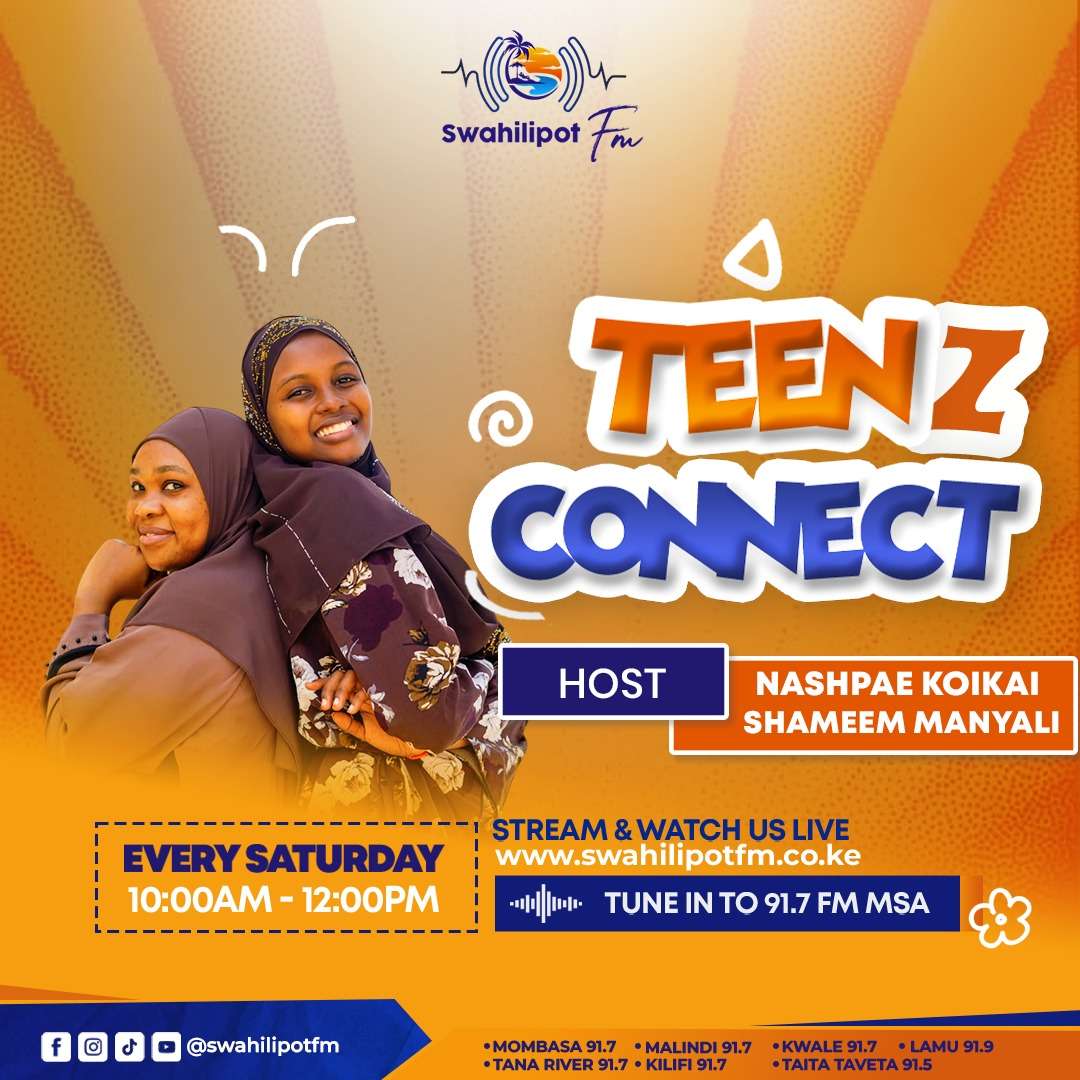 Swahilipot Fm
TEEN Z
CONNECT
HOST
NASHPAE KOIKAI
SHAMEEM MANYALI
EVERY SATURDAY
10:00AM - 12:00PM
STREAM & WATCH US LIVE
www.swahilipotfm.co.ke
TUNE IN TO 91.7 FM MSA
@swahilipotfm
•MOMBASA 91.7 •MALINDI 91.7 •KWALE 91.7 •LAMU 91.9
•TANA RIVER 91.7 •KILIFI 91.7 •TAITA TAVETA 91.5